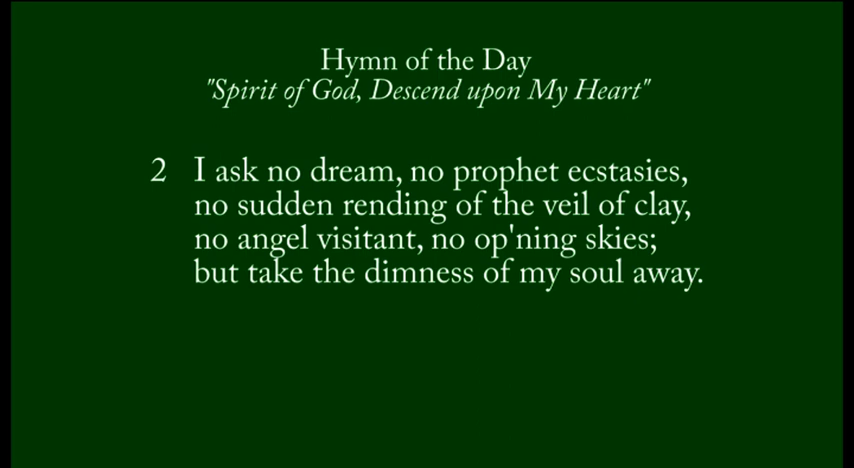 Hymn of the Day
"Spirit of God, Descend upon My Heart"
2 I ask no dream, no prophet ecstasies,
no sudden rending of the veil of clay,
no angel visitant, no op'ning skies;
but take the dimness of my soul away.